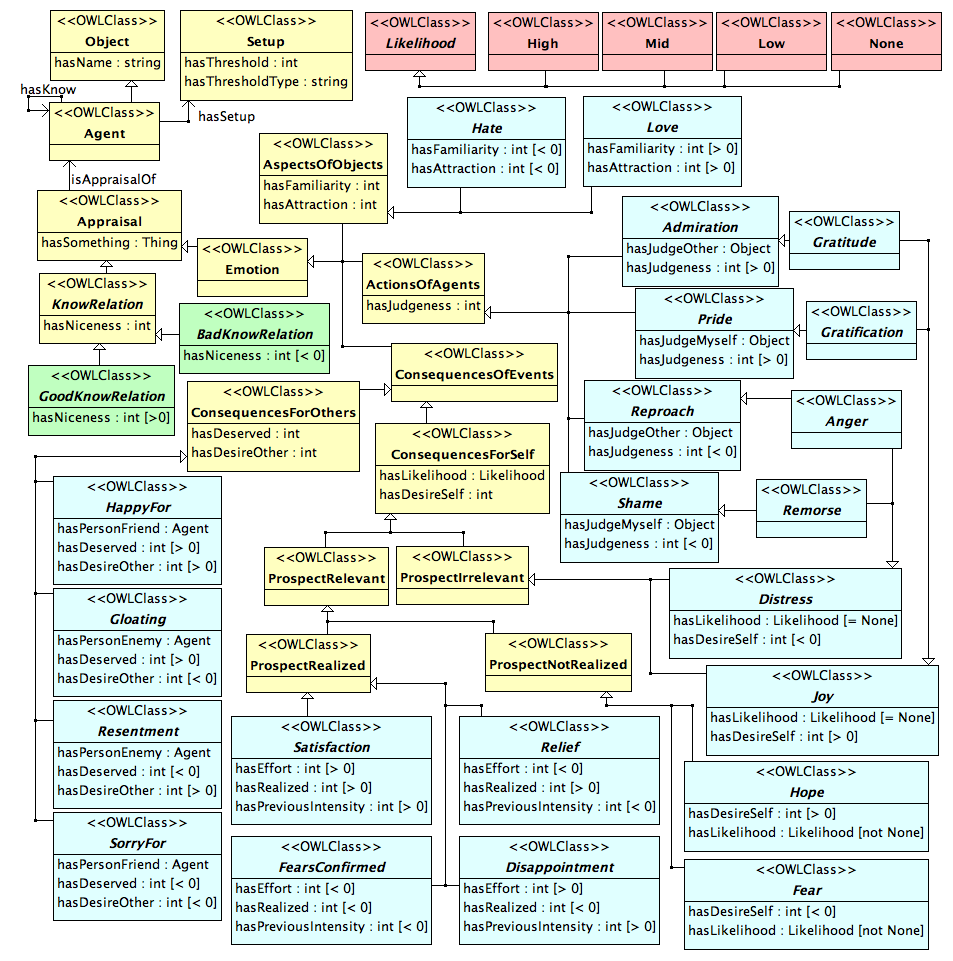 <<OWLClass>>
Object
hasName : string
<<OWLClass>>
Setup
hasThreshold : int
hasThresholdType : string
<<OWLClass>>
Likelihood
<<OWLClass>>
High
<<OWLClass>>
Mid
<<OWLClass>>
Low
<<OWLClass>>
None
hasKnow
<<OWLClass>>
Agent
hasSetup
isAppraisalOf
<<OWLClass>>
AspectsOfObjects
hasFamiliarity : int
hasAttraction : int
<<OWLClass>>
Hate
hasFamiliarity : int [< 0]
hasAttraction : int [< 0]
<<OWLClass>>
Love
hasFamiliarity : int [> 0]
hasAttraction : int [> 0]
<<OWLClass>>
Appraisal
hasSomething : Thing
<<OWLClass>>
Emotion
<<OWLClass>>
ActionsOfAgents
hasJudgeness : int
<<OWLClass>>
Admiration
hasJudgeOther : Object
hasJudgeness : int [> 0]
<<OWLClass>>
Gratitude
<<OWLClass>>
KnowRelation
hasNiceness : int
<<OWLClass>>
BadKnowRelation
hasNiceness : int [< 0]
<<OWLClass>>
GoodKnowRelation
hasNiceness : int [>0]
<<OWLClass>>
Pride
hasJudgeMyself : Object
hasJudgeness : int [> 0]
<<OWLClass>>
Gratification
<<OWLClass>>
ConsequencesOfEvents
<<OWLClass>>
ConsequencesForOthers
hasDeserved : int
hasDesireOther : int
<<OWLClass>>
ConsequencesForSelf
hasLikelihood : Likelihood
hasDesireSelf : int
<<OWLClass>>
Reproach
hasJudgeOther : Object
hasJudgeness : int [< 0]
<<OWLClass>>
Anger
<<OWLClass>>
Shame
hasJudgeMyself : Object
hasJudgeness : int [< 0]
<<OWLClass>>
Remorse
<<OWLClass>>
HappyFor
hasPersonFriend : Agent
hasDeserved : int [> 0]
hasDesireOther : int [> 0]
<<OWLClass>>
ProspectRelevant
<<OWLClass>>
ProspectIrrelevant
<<OWLClass>>
Distress
hasLikelihood : Likelihood [= None]
hasDesireSelf : int [< 0]
<<OWLClass>>
Gloating
hasPersonEnemy : Agent
hasDeserved : int [> 0]
hasDesireOther : int [< 0]
<<OWLClass>>
ProspectRealized
<<OWLClass>>
ProspectNotRealized
<<OWLClass>>
Joy
hasLikelihood : Likelihood [= None]
hasDesireSelf : int [> 0]
<<OWLClass>>
Resentment
hasPersonEnemy : Agent
hasDeserved : int [< 0]
hasDesireOther : int [> 0]
<<OWLClass>>
Satisfaction
hasEffort : int [> 0]
hasRealized : int [> 0]
hasPreviousIntensity : int [> 0]
<<OWLClass>>
Relief
hasEffort : int [< 0]
hasRealized : int [> 0]
hasPreviousIntensity : int [< 0]
<<OWLClass>>
Hope
hasDesireSelf : int [> 0]
hasLikelihood : Likelihood [not None]
<<OWLClass>>
SorryFor
hasPersonFriend : Agent
hasDeserved : int [< 0]
hasDesireOther : int [< 0]
<<OWLClass>>
FearsConfirmed
hasEffort : int [< 0]
hasRealized : int [< 0]
hasPreviousIntensity : int [< 0]
<<OWLClass>>
Disappointment
hasEffort : int [> 0]
hasRealized : int [< 0]
hasPreviousIntensity : int [> 0]
<<OWLClass>>
Fear
hasDesireSelf : int [< 0]
hasLikelihood : Likelihood [not None]